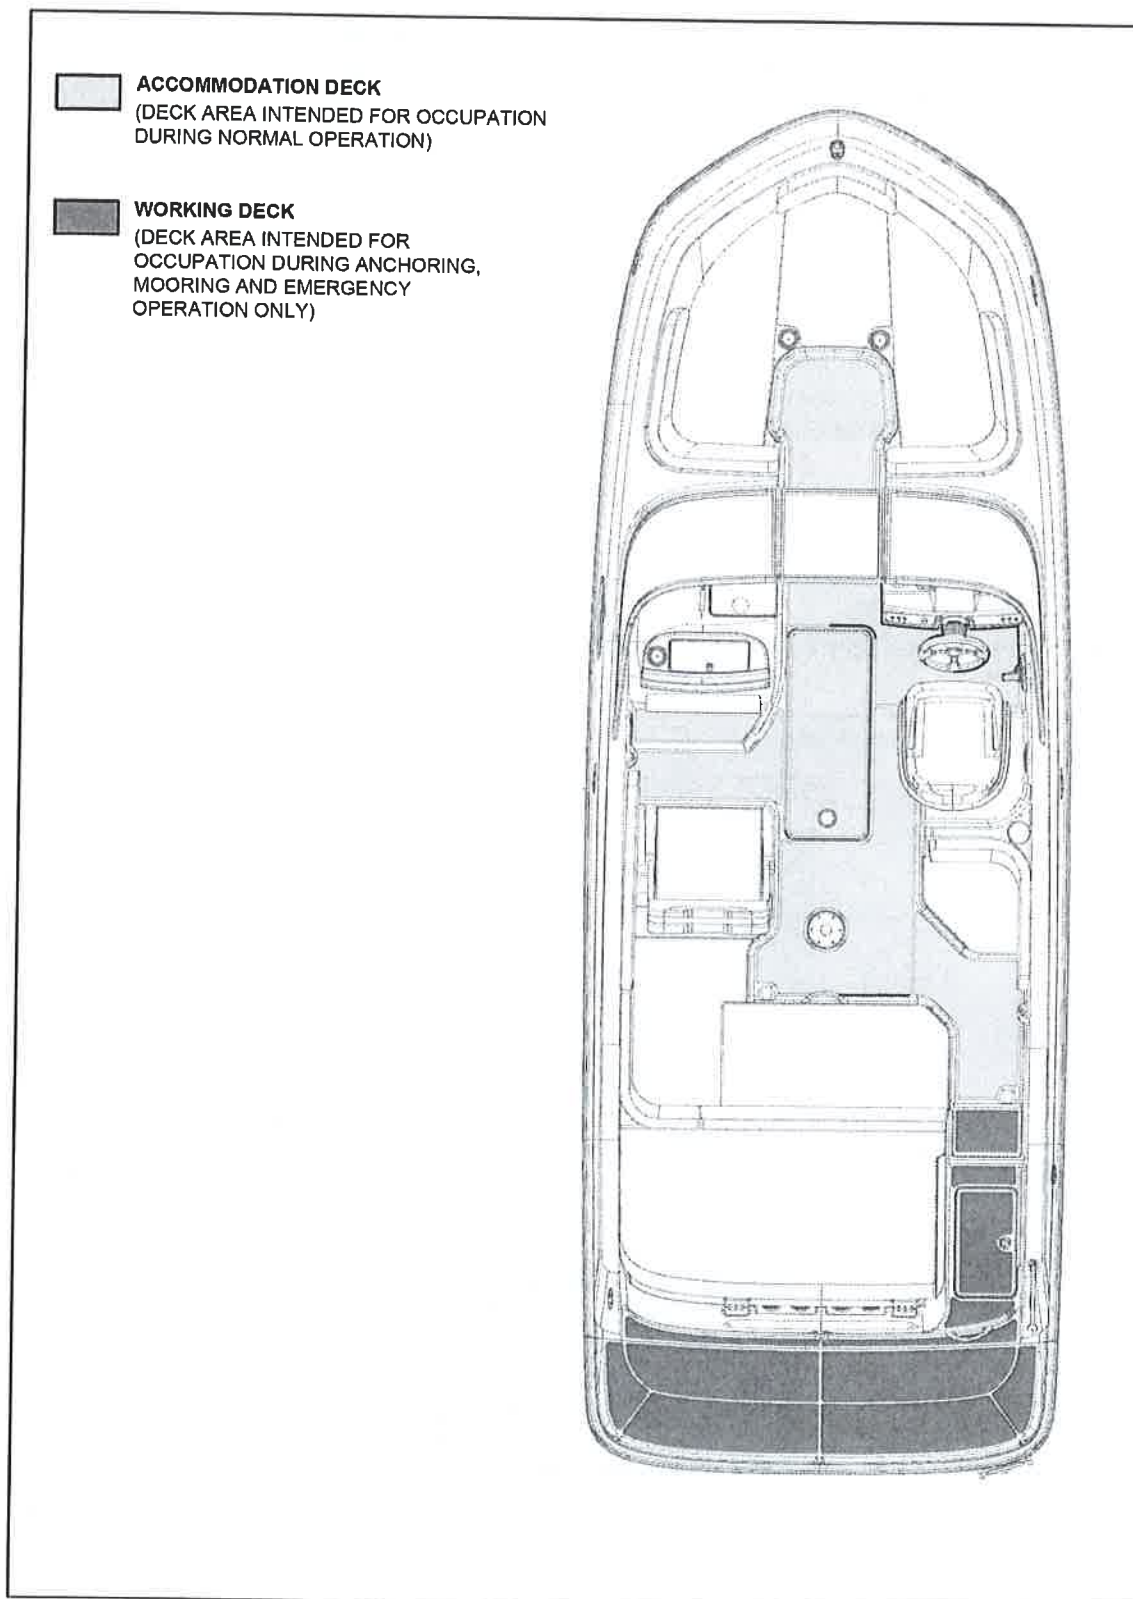 ACCOMMODATION DECK
(DECK AREA INTENDED FOR OCCUPATION
DURING NORMAL OPERATION)
WORKING DECK
(DECK AREA INTENDED FOR
OCCUPATION DURING ANCHORING,
MOORING AND EMERGENCY
OPERATION ONLY)